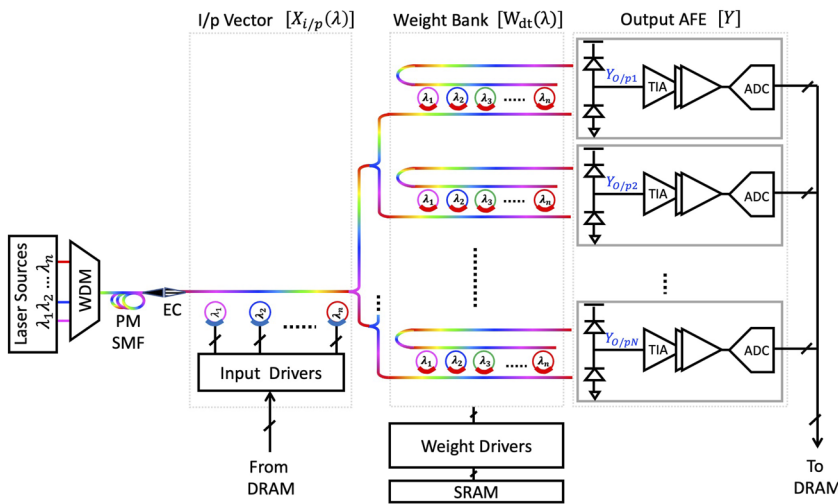 I/p Vector [X_{i/p}(λ)]
Weight Bank [W_{dt}(λ)]
Output AFE [Y]
λ₁ λ₂ λ₃ ..... λₙ
Y_{O/p1}
TIA
ADC
λ₁ λ₂ λ₃ ..... λₙ
Y_{O/p2}
TIA
ADC
Laser Sources
λ₁λ₂ ... λₙ
WDM
PM
SMF
EC
λ₁ λ₂ ...... λₙ
Input Drivers
From
DRAM
λ₁ λ₂ λ₃ ..... λₙ
Y_{O/pN}
TIA
ADC
Weight Drivers
SRAM
To
DRAM